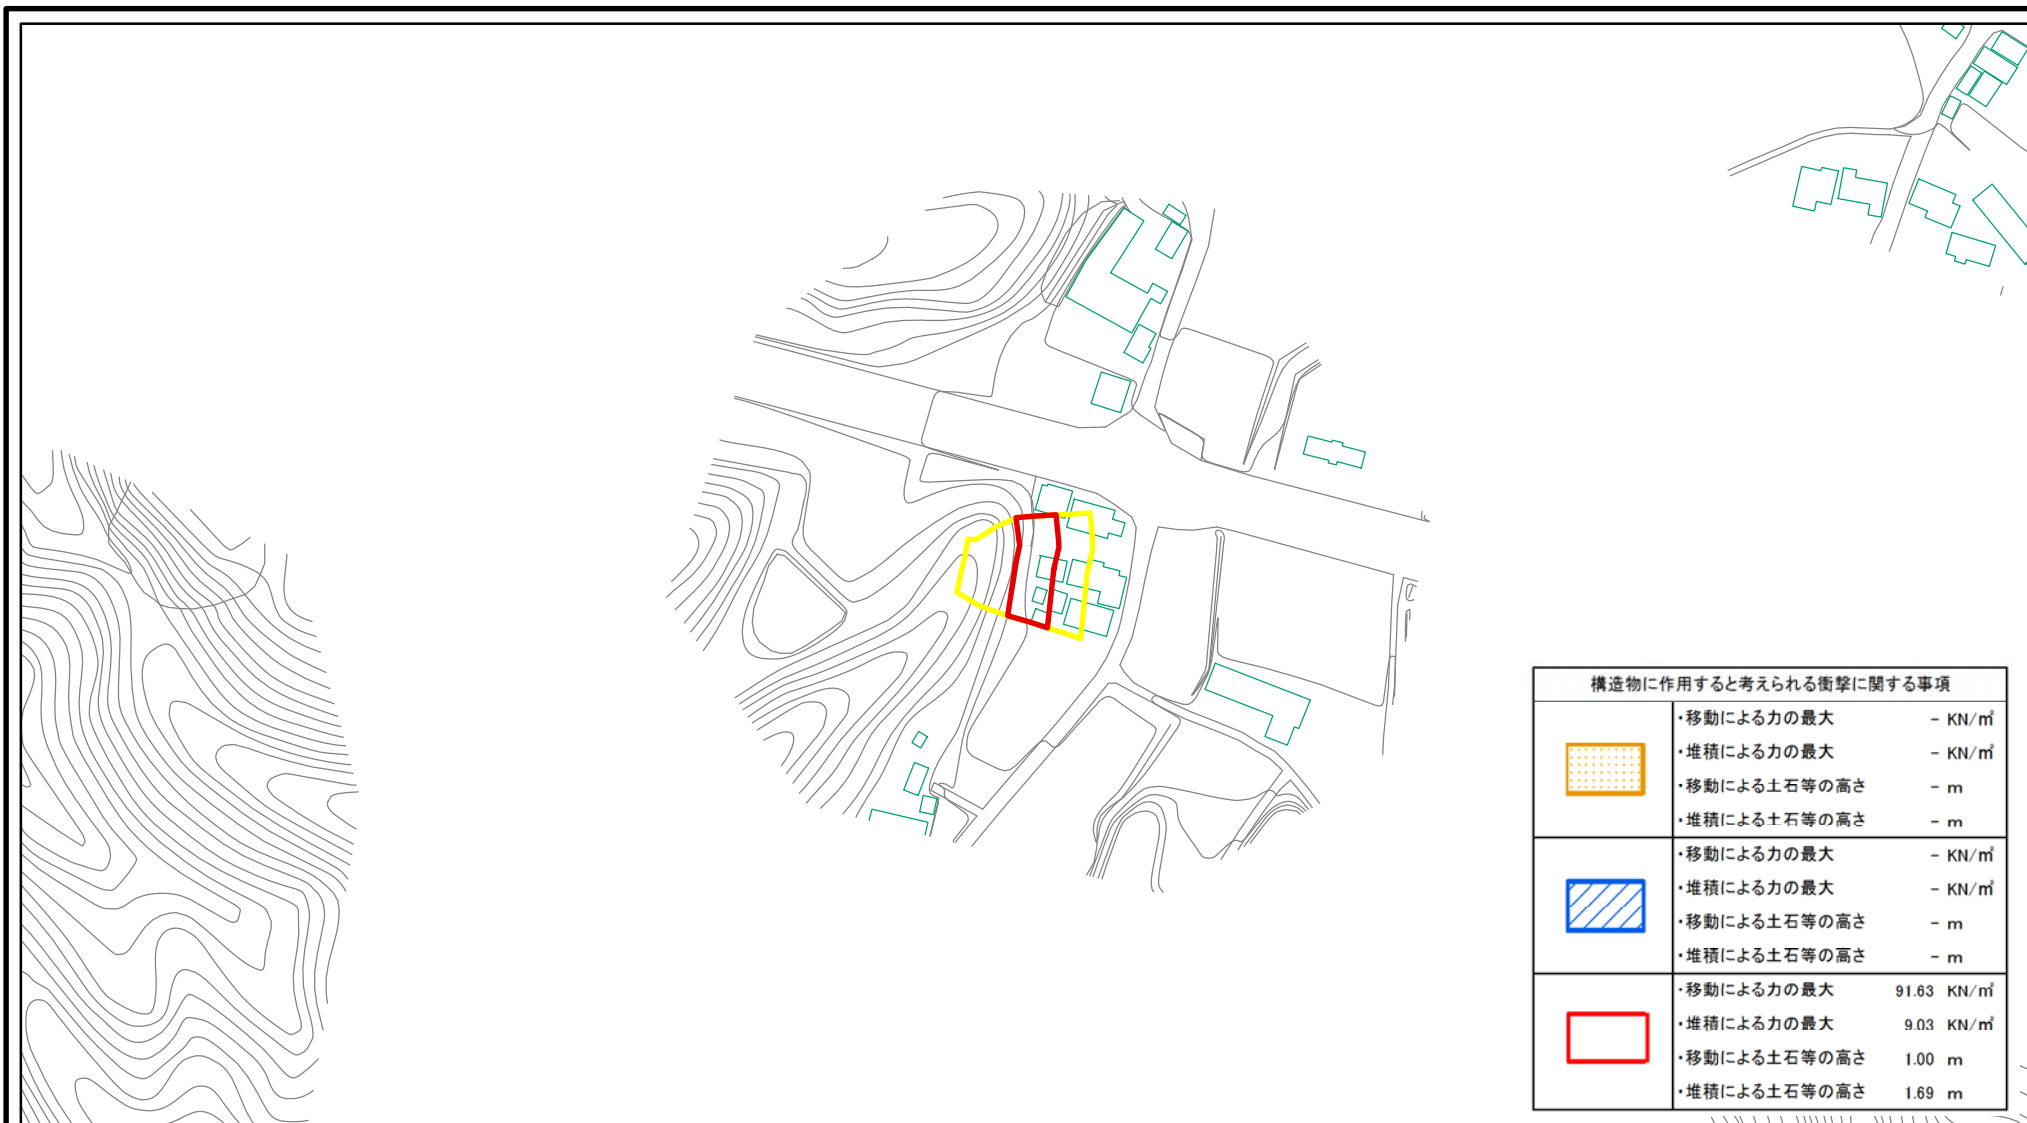 構造物に作用すると考えられる衝撃に関する事項
・移動による力の最大 - KN/㎡
・堆積による力の最大 - KN/㎡
・移動による土石等の高さ - m
・堆積による土石等の高さ - m
・移動による力の最大 - KN/㎡
・堆積による力の最大 - KN/㎡
・移動による土石等の高さ - m
・堆積による土石等の高さ - m
・移動による力の最大 91.63 KN/㎡
・堆積による力の最大 9.03 KN/㎡
・移動による土石等の高さ 1.00 m
・堆積による土石等の高さ 1.69 m